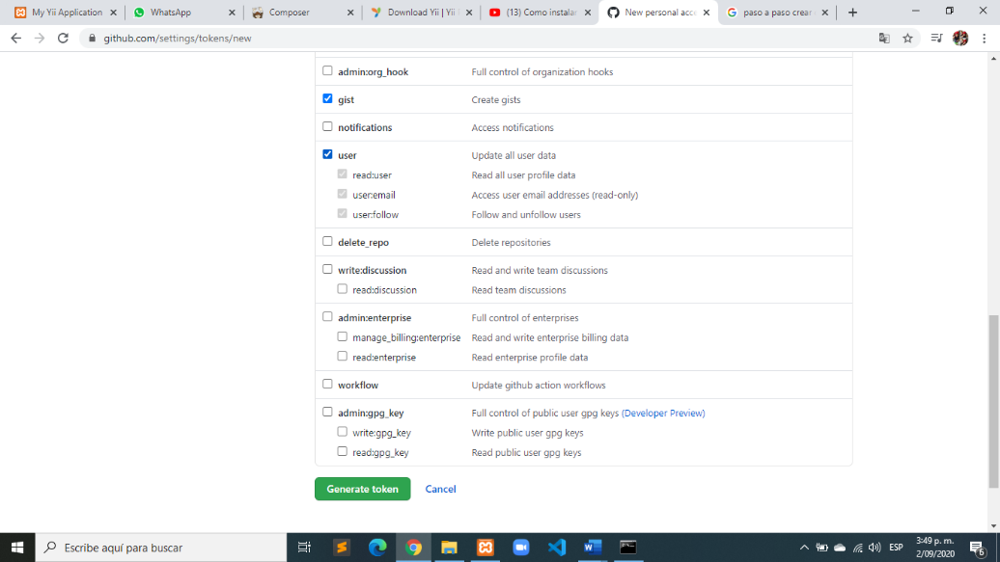 My Yii Application
WhatsApp
Composer
Download Yii | Yii
(13) Como instalar
New personal acce
paso a paso crear
github.com/settings/tokens/new
admin:org_hook Full control of organization hooks
gist Create gists
notifications Access notifications
user Update all user data
read:user Read all user profile data
user:email Access user email addresses (read-only)
user:follow Follow and unfollow users
delete_repo Delete repositories
write:discussion Read and write team discussions
read:discussion Read team discussions
admin:enterprise Full control of enterprises
manage_billing:enterprise Read and write enterprise billing data
read:enterprise Read enterprise profile data
workflow Update github action workflows
admin:gpg_key Full control of public user gpg keys (Developer Preview)
write:gpg_key Write public user gpg keys
read:gpg_key Read public user gpg keys
Generate token Cancel
Escribe aquí para buscar
ESP
3:49 p. m.
2/09/2020
6